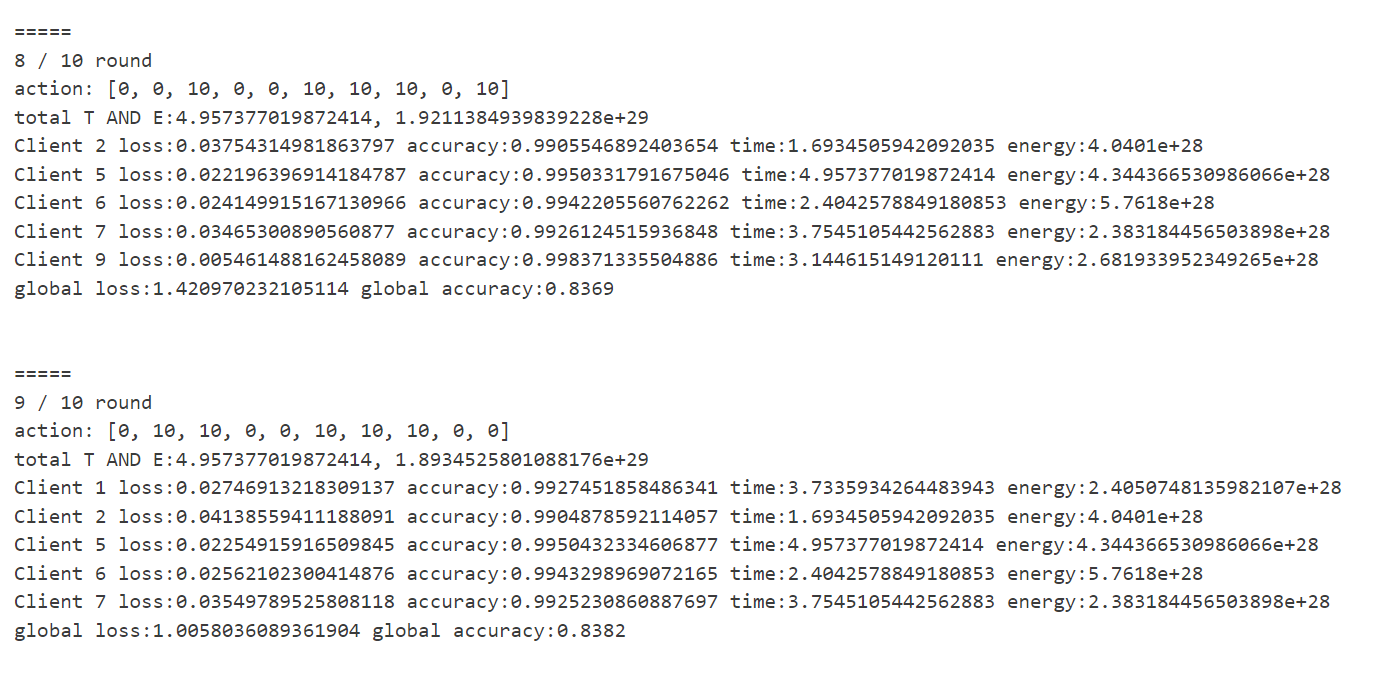 =====
8 / 10 round
action: [0, 0, 10, 0, 0, 10, 10, 10, 0, 10]
total T AND E:4.957377019872414, 1.9211384939839228e+29
Client 2 loss:0.03754314981863797 accuracy:0.9905546892403654 time:1.6934505942092035 energy:4.0401e+28
Client 5 loss:0.022196396914184787 accuracy:0.9950331791675046 time:4.957377019872414 energy:4.344366530986066e+28
Client 6 loss:0.024149915167130966 accuracy:0.9942205560762262 time:2.4042578849180853 energy:5.7618e+28
Client 7 loss:0.03465300890560877 accuracy:0.9926124515936848 time:3.7545105442562883 energy:2.383184456503898e+28
Client 9 loss:0.005461488162458089 accuracy:0.998371335504886 time:3.144615149120111 energy:2.681933952349265e+28
global loss:1.420970232105114 global accuracy:0.8369
=====
9 / 10 round
action: [0, 10, 10, 0, 0, 10, 10, 10, 0, 0]
total T AND E:4.957377019872414, 1.8934525801088176e+29
Client 1 loss:0.02746913218309137 accuracy:0.9927451858486341 time:3.7335934264483943 energy:2.4050748135982107e+28
Client 2 loss:0.04138559411188091 accuracy:0.9904878592114057 time:1.6934505942092035 energy:4.0401e+28
Client 5 loss:0.02254915916509845 accuracy:0.9950432334606877 time:4.957377019872414 energy:4.344366530986066e+28
Client 6 loss:0.02562102300414876 accuracy:0.9943298969072165 time:2.4042578849180853 energy:5.7618e+28
Client 7 loss:0.03549789525808118 accuracy:0.9925230860887697 time:3.7545105442562883 energy:2.383184456503898e+28
global loss:1.0058036089361904 global accuracy:0.8382